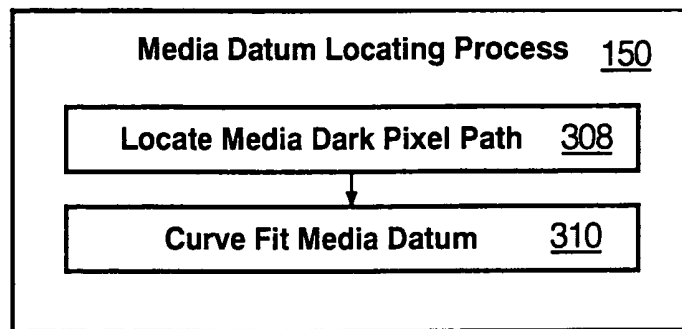 Media Datum Locating Process 150
Locate Media Dark Pixel Path 308
Curve Fit Media Datum 310